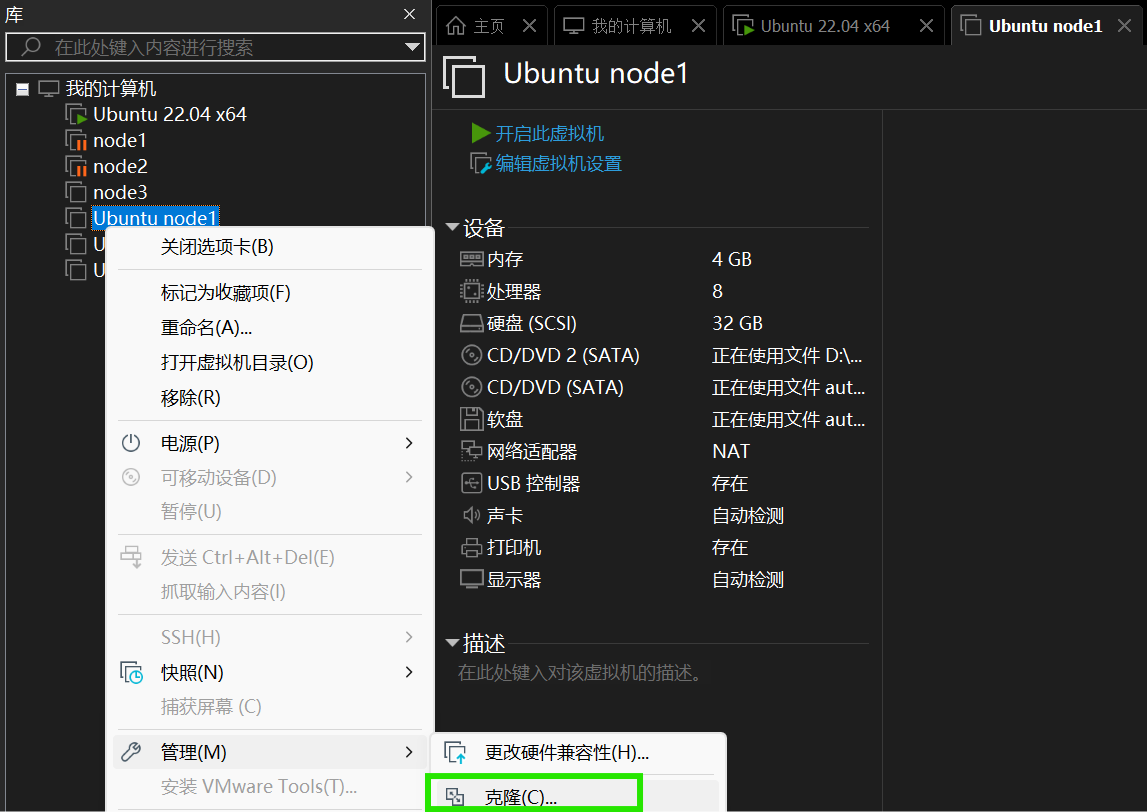 库
在此处键入内容进行搜索
我的计算机
Ubuntu 22.04 x64
node1
node2
node3
Ubuntu node1
U
U
关闭选项卡(B)
标记为收藏项(F)
重命名(A)...
打开虚拟机目录(O)
移除(R)
电源(P)
可移动设备(D)
暂停(U)
发送 Ctrl+Alt+Del(E)
抓取输入内容(I)
SSH(H)
快照(N)
捕获屏幕 (C)
管理(M)
安装 VMware Tools(T)...
更改硬件兼容性(H)...
克隆(C)...
主页
我的计算机
Ubuntu 22.04 x64
Ubuntu node1
Ubuntu node1
开启此虚拟机
编辑虚拟机设置
设备
内存 4 GB
处理器 8
硬盘 (SCSI) 32 GB
CD/DVD 2 (SATA) 正在使用文件 D:\...
CD/DVD (SATA) 正在使用文件 aut...
软盘 正在使用文件 aut...
网络适配器 NAT
USB 控制器 存在
声卡 自动检测
打印机 存在
显示器 自动检测
描述
在此处键入对该虚拟机的描述。